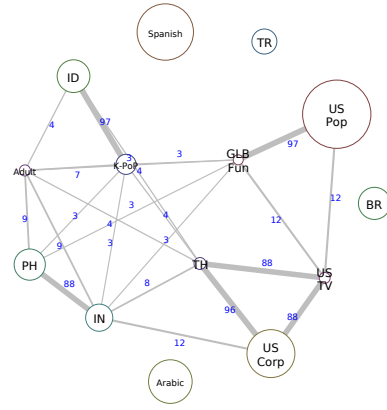 Spanish
TR
ID
97
US
Pop
4
3
K-PoP
3
GLB
Fun
97
Adult
7
4
12
BR
9
3
3
4
4
12
9
3
3
PH
88
8
TH
88
US
TV
IN
96
88
12
US
Corp
Arabic